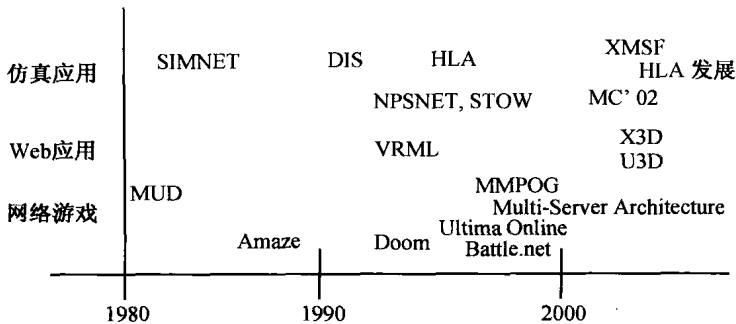 仿真应用 SIMNET DIS HLA XMSF
HLA 发展
NPSNET, STOW MC' 02
Web应用 VRML X3D
U3D
网络游戏 MUD MMPOG
Multi-Server Architecture
Ultima Online
Amaze Doom Battle.net
1980 1990 2000